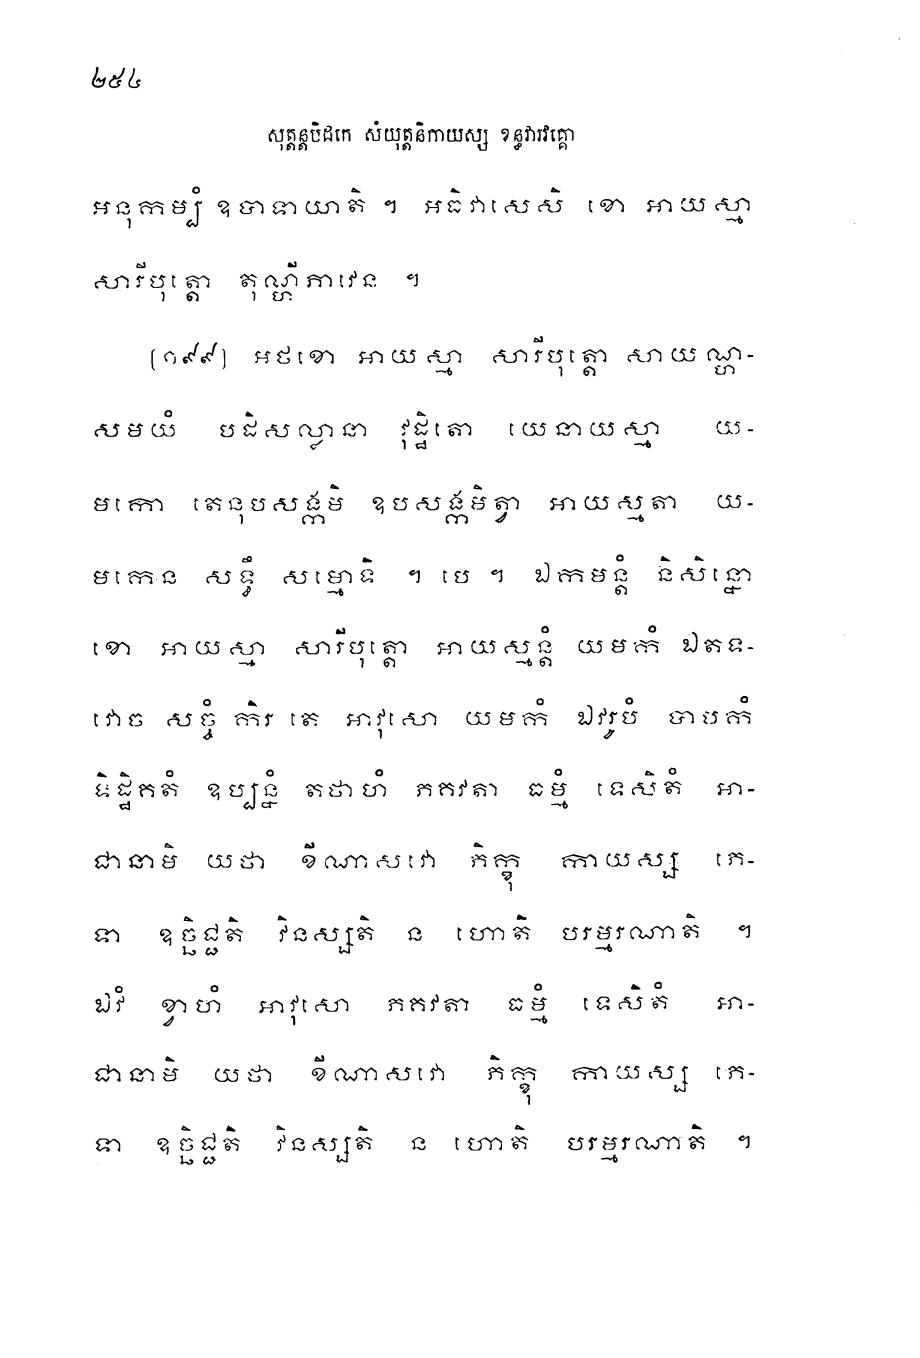 ២៥៤
សុត្តន្តបិដកេ សំយុត្តនិកាយស្ស ខន្ធវារវគ្គោ
អនុកម្បំ ឧបាទាយាតិ ។ អធិវាសេសិ ខោ អាយស្មា
សារីបុត្តោ តុណ្ហីភាវេន ។
(១៩៩) អថខោ អាយស្មា សារីបុត្តោ សាយណ្ហ-
សមយំ បដិសល្លានា វុដ្ឋិតោ យេនាយស្មា យ-
មកោ តេនុបសង្កមិ ឧបសង្កមិត្វា អាយស្មតា យ-
មកេន សទ្ធឹ សម្មោទិ ។ បេ ។ ឯកមន្តំ និសិន្នោ
ខោ អាយស្មា សារីបុត្តោ អាយស្មន្តំ យមកំ ឯតទ-
វោច សច្ចំ កិរ តេ អាវុសោ យមកំ ឯវរូបំ បាបកំ
ទិដ្ឋិគតំ ឧប្បន្នំ តថាហំ ភគវតា ធម្មំ ទេសិតំ អា-
ជានាមិ យថា ខីណាសវោ ភិក្ខុ កាយស្ស ភេ-
ទា ឧច្ឆិជ្ជតិ វិនស្សតិ ន ហោតិ បរម្មរណាតិ ។
ឯវំ ខ្វាហំ អាវុសោ ភគវតា ធម្មំ ទេសិតំ អា-
ជានាមិ យថា ខីណាសវោ ភិក្ខុ កាយស្ស ភេ-
ទា ឧច្ឆិជ្ជតិ វិនស្សតិ ន ហោតិ បរម្មរណាតិ ។